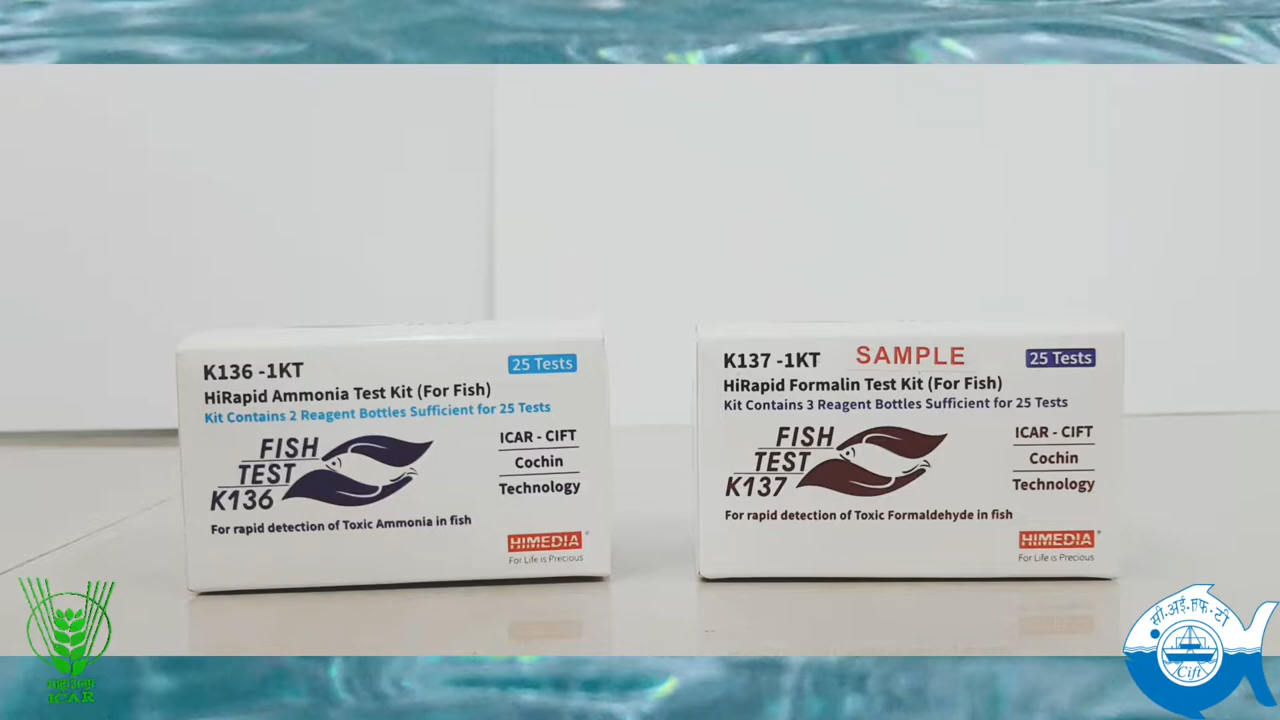 K136 -1KT
25 Tests
HiRapid Ammonia Test Kit (For Fish)
Kit Contains 2 Reagent Bottles Sufficient for 25 Tests
FISH
TEST
K136
ICAR - CIFT
Cochin
Technology
For rapid detection of Toxic Ammonia in fish
HIMEDIA
For Life is Precious
K137 -1KT
SAMPLE
25 Tests
HiRapid Formalin Test Kit (For Fish)
Kit Contains 3 Reagent Bottles Sufficient for 25 Tests
FISH
TEST
K137
ICAR - CIFT
Cochin
Technology
For rapid detection of Toxic Formaldehyde in fish
HIMEDIA
For Life is Precious
ICAR
सी.आई.एफ.टी
Cift